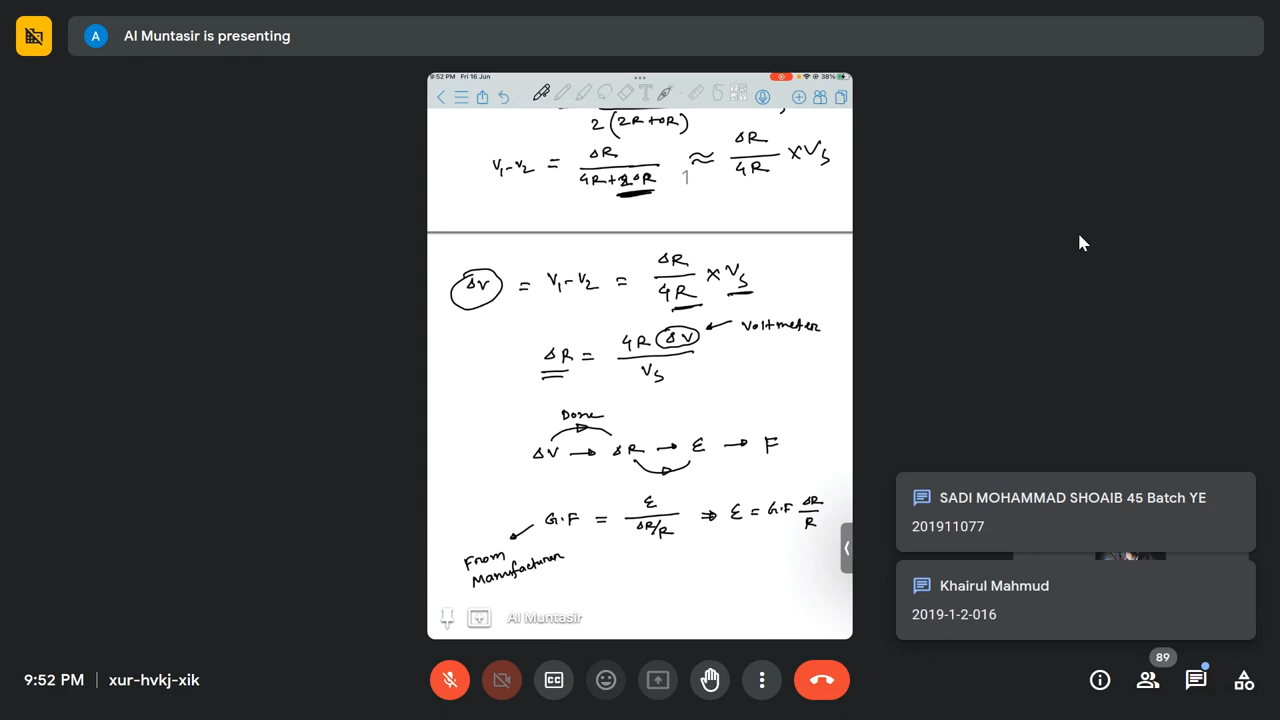 Al Muntasir is presenting
A
9:52 PM Fri 16 Jun
38%
2(2R+ΔR)
V₁-V₂ = ΔR/(4R+2ΔR) ≈ ΔR/4R × Vs
1
ΔV = V₁-V₂ = ΔR/4R × Vs
ΔR = 4R(ΔV)/Vs ← Voltmeter
Done
ΔV → ΔR → ε → F
G.F = ε/(ΔR/R) ⇒ ε = G.F ΔR/R
From
Manufacturer
Al Muntasir
SADI MOHAMMAD SHOAIB 45 Batch YE
201911077
Khairul Mahmud
2019-1-2-016
9:52 PM | xur-hvkj-xik
CC
89